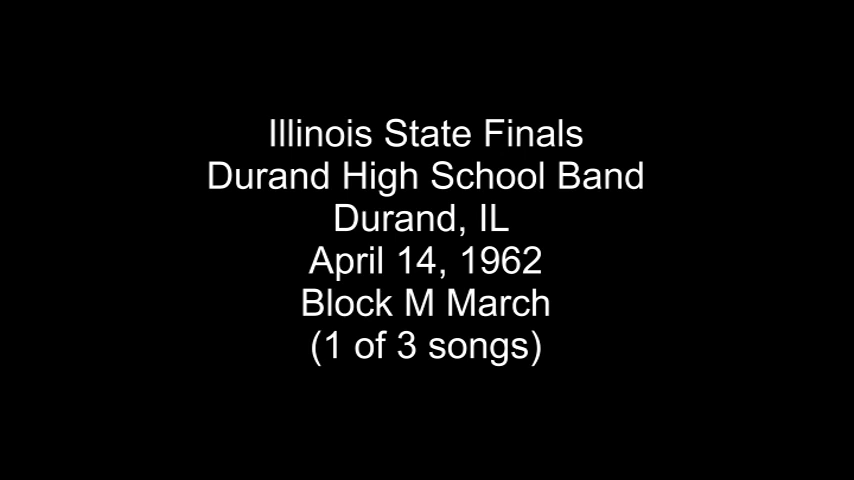 Illinois State Finals
Durand High School Band
Durand, IL
April 14, 1962
Block M March
(1 of 3 songs)